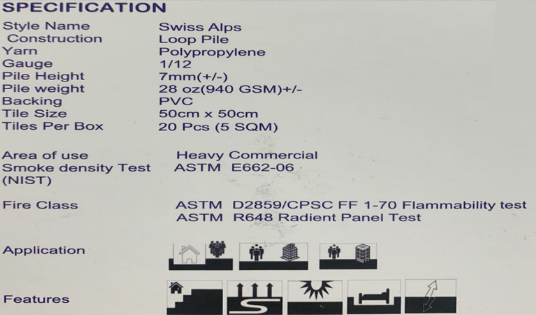 SPECIFICATION
Style Name Swiss Alps
Construction Loop Pile
Yarn Polypropylene
Gauge 1/12
Pile Height 7mm(+/-)
Pile weight 28 oz(940 GSM)+/-
Backing PVC
Tile Size 50cm x 50cm
Tiles Per Box 20 Pcs (5 SQM)
Area of use Heavy Commercial
Smoke density Test ASTM E662-06
(NIST)
Fire Class ASTM D2859/CPSC FF 1-70 Flammability test
ASTM R648 Radient Panel Test
Application
Features